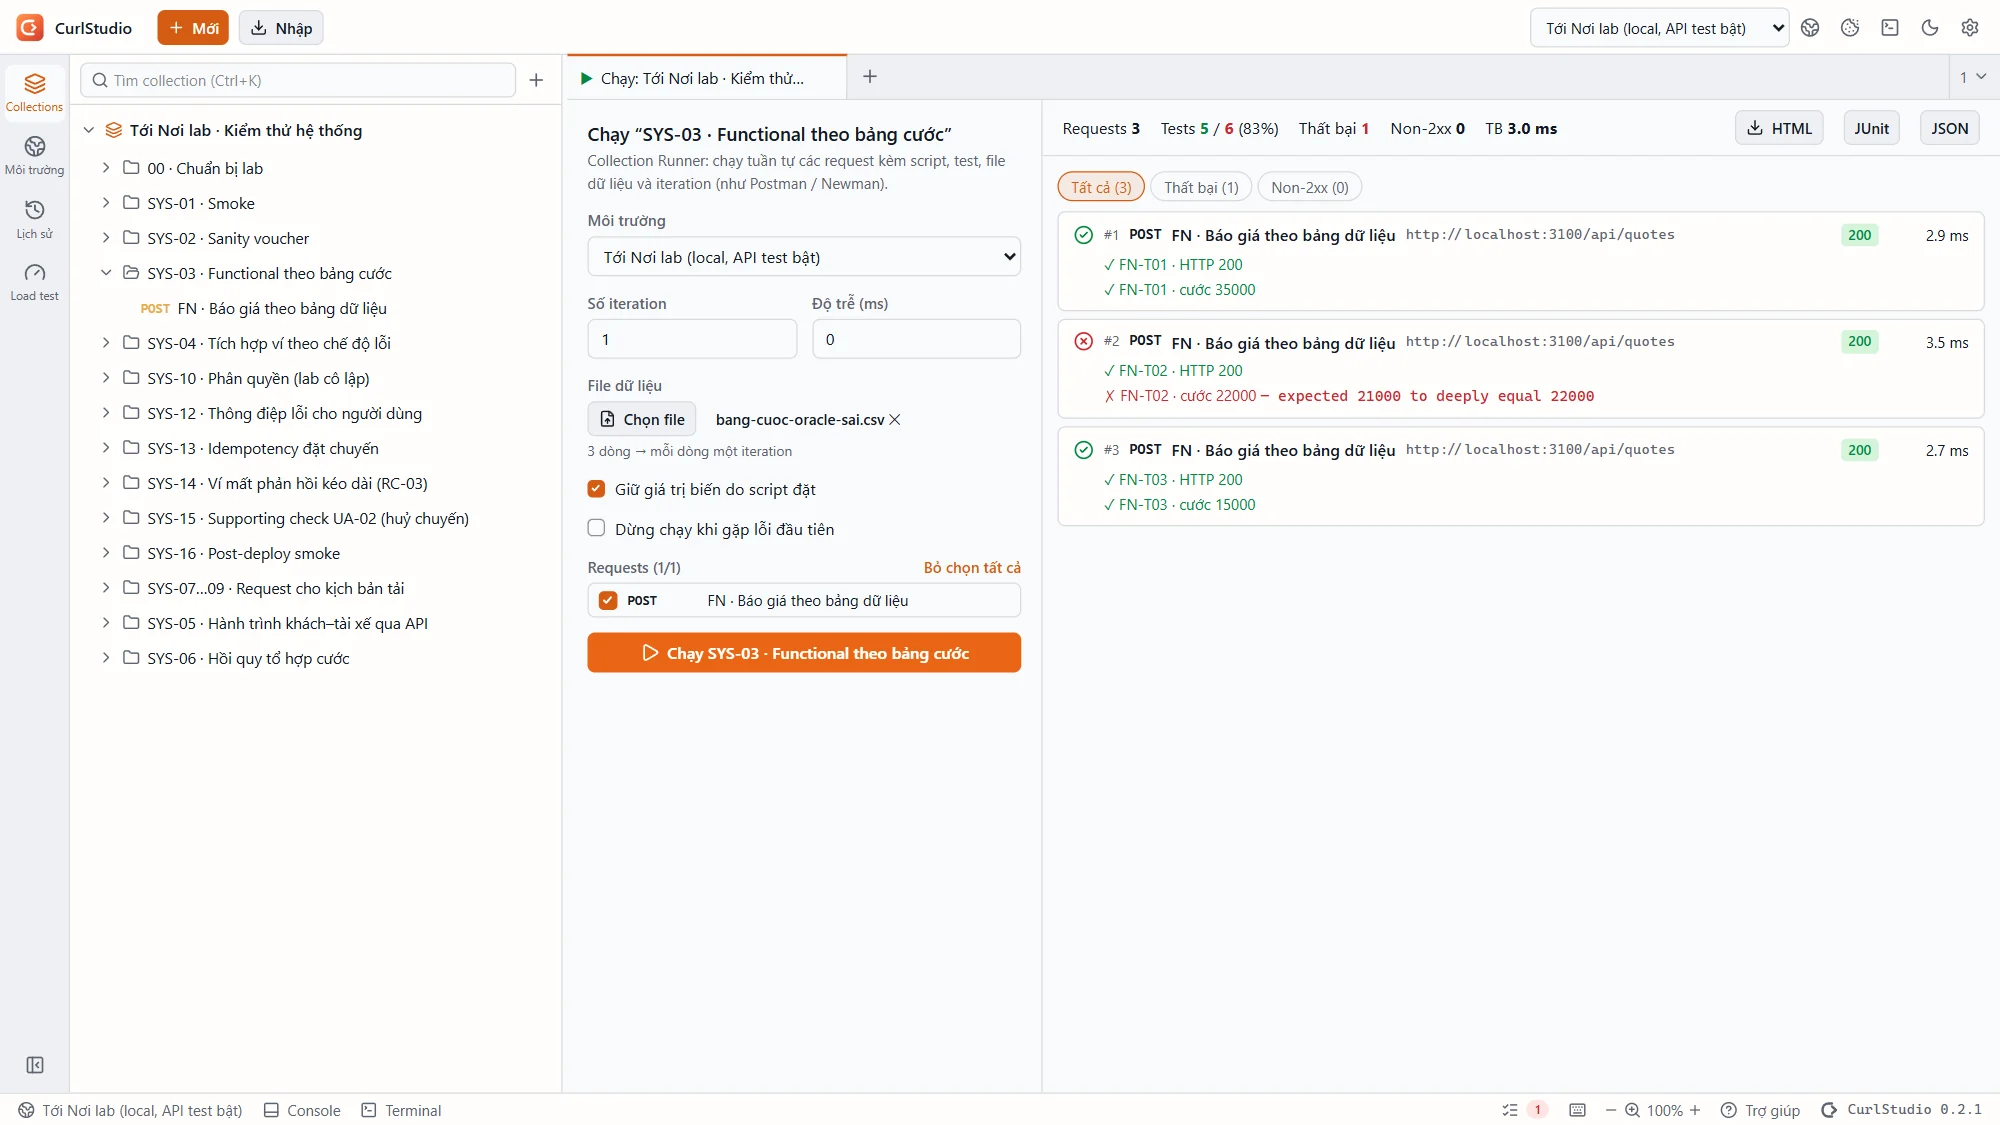 CurlStudio
Mới
Nhập
Tới Nơi lab (local, API test bật)
Collections
Môi trường
Lịch sử
Load test
Tìm collection (Ctrl+K)
Tới Nơi lab · Kiểm thử hệ thống
00 · Chuẩn bị lab
SYS-01 · Smoke
SYS-02 · Sanity voucher
SYS-03 · Functional theo bảng cước
POST FN · Báo giá theo bảng dữ liệu
SYS-04 · Tích hợp ví theo chế độ lỗi
SYS-10 · Phân quyền (lab cô lập)
SYS-12 · Thông điệp lỗi cho người dùng
SYS-13 · Idempotency đặt chuyến
SYS-14 · Ví mất phản hồi kéo dài (RC-03)
SYS-15 · Supporting check UA-02 (huỷ chuyến)
SYS-16 · Post-deploy smoke
SYS-07…09 · Request cho kịch bản tải
SYS-05 · Hành trình khách–tài xế qua API
SYS-06 · Hồi quy tổ hợp cước
Chạy: Tới Nơi lab · Kiểm thử...
1
Chạy “SYS-03 · Functional theo bảng cước”
Collection Runner: chạy tuần tự các request kèm script, test, file
dữ liệu và iteration (như Postman / Newman).
Môi trường
Tới Nơi lab (local, API test bật)
Số iteration
Độ trễ (ms)
1
0
File dữ liệu
Chọn file
bang-cuoc-oracle-sai.csv
3 dòng → mỗi dòng một iteration
Giữ giá trị biến do script đặt
Dừng chạy khi gặp lỗi đầu tiên
Requests (1/1)
Bỏ chọn tất cả
POST FN · Báo giá theo bảng dữ liệu
Chạy SYS-03 · Functional theo bảng cước
Requests 3 Tests 5 / 6 (83%) Thất bại 1 Non-2xx 0 TB 3.0 ms
HTML
JUnit
JSON
Tất cả (3)
Thất bại (1)
Non-2xx (0)
#1 POST FN · Báo giá theo bảng dữ liệu http://localhost:3100/api/quotes 200 2.9 ms
✓ FN-T01 · HTTP 200
✓ FN-T01 · cước 35000
#2 POST FN · Báo giá theo bảng dữ liệu http://localhost:3100/api/quotes 200 3.5 ms
✓ FN-T02 · HTTP 200
✗ FN-T02 · cước 22000 — expected 21000 to deeply equal 22000
#3 POST FN · Báo giá theo bảng dữ liệu http://localhost:3100/api/quotes 200 2.7 ms
✓ FN-T03 · HTTP 200
✓ FN-T03 · cước 15000
Tới Nơi lab (local, API test bật)
Console
Terminal
1
100%
Trợ giúp
CurlStudio 0.2.1